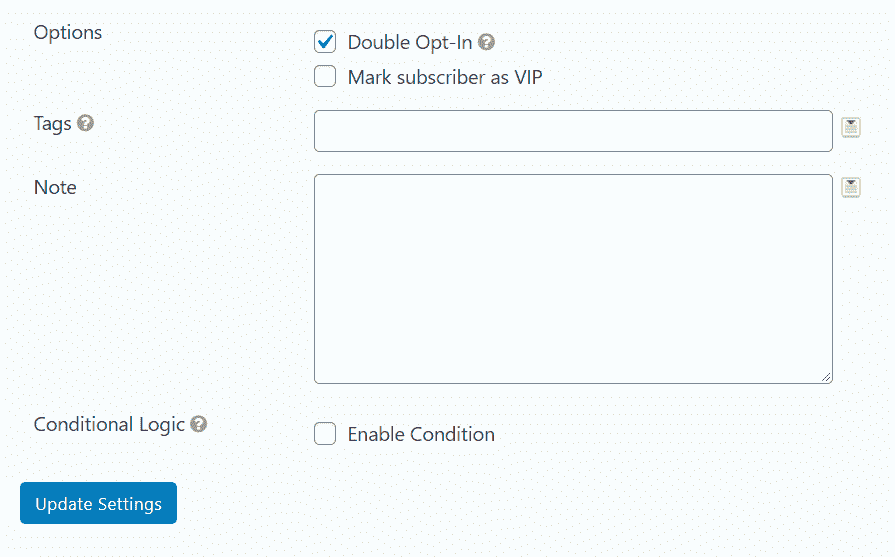 Options
Double Opt-In
Mark subscriber as VIP
Tags
Note
Conditional Logic
Enable Condition
Update Settings